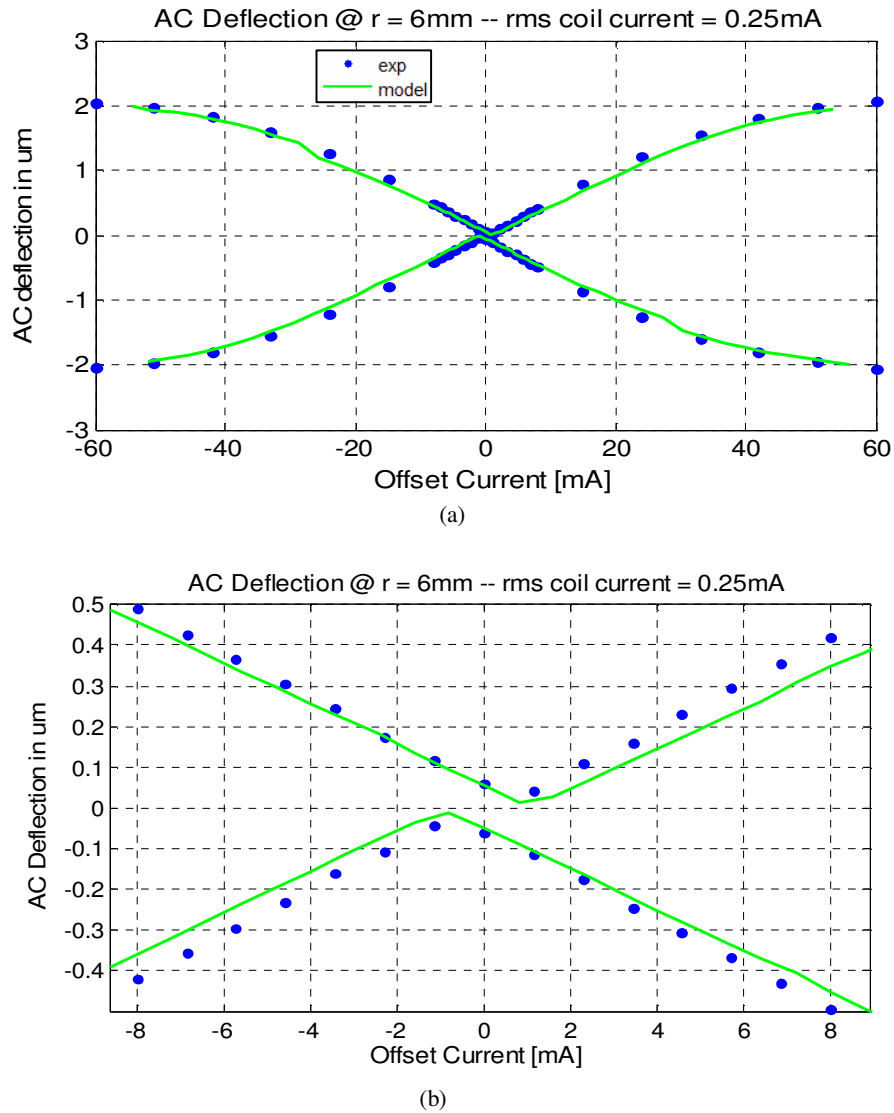 AC Deflection @ r = 6mm -- rms coil current = 0.25mA
3
2
1
0
-1
-2
-3
AC deflection in um
exp
model
-60 -40 -20 0 20 40 60
Offset Current [mA]
(a)
AC Deflection @ r = 6mm -- rms coil current = 0.25mA
0.5
0.4
0.3
0.2
0.1
0
-0.1
-0.2
-0.3
-0.4
AC Deflection in um
-8 -6 -4 -2 0 2 4 6 8
Offset Current [mA]
(b)